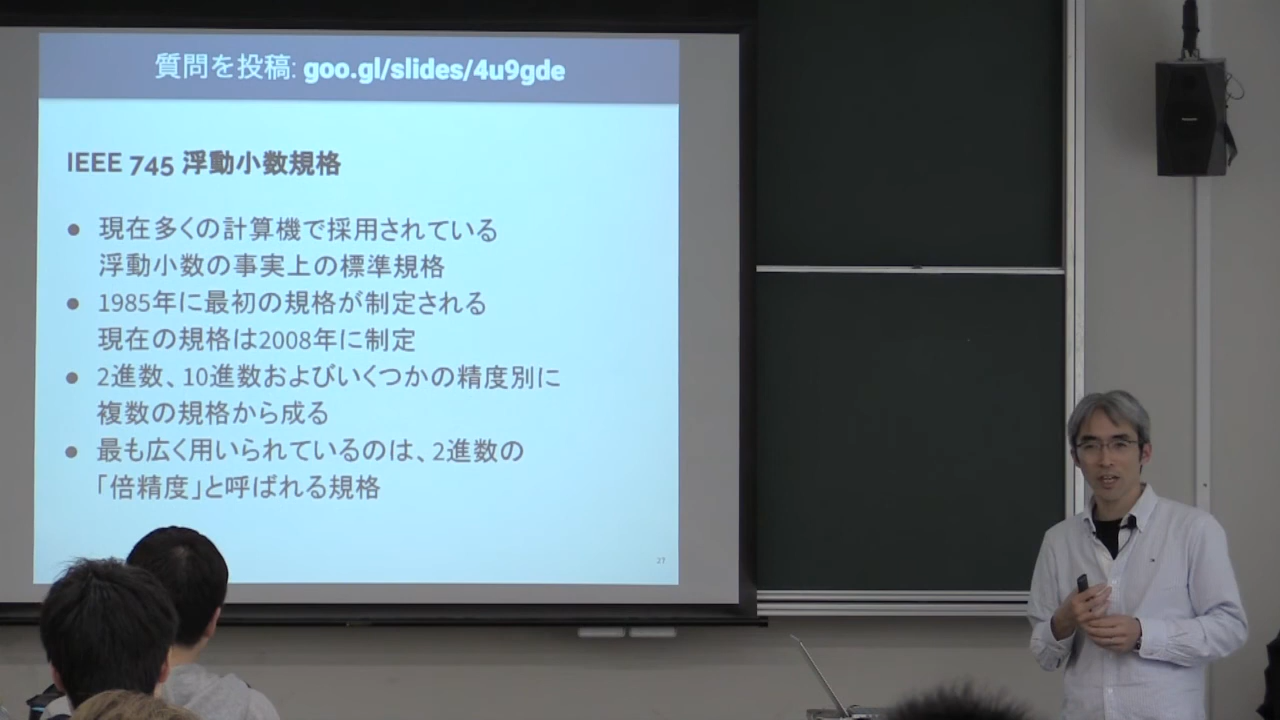 質問を投稿: goo.gl/slides/4u9gde
IEEE 745 浮動小数規格
● 現在多くの計算機で採用されている
浮動小数の事実上の標準規格
● 1985年に最初の規格が制定される
現在の規格は2008年に制定
● 2進数、10進数およびいくつかの精度別に
複数の規格から成る
● 最も広く用いられているのは、2進数の
「倍精度」と呼ばれる規格
27
Panasonic